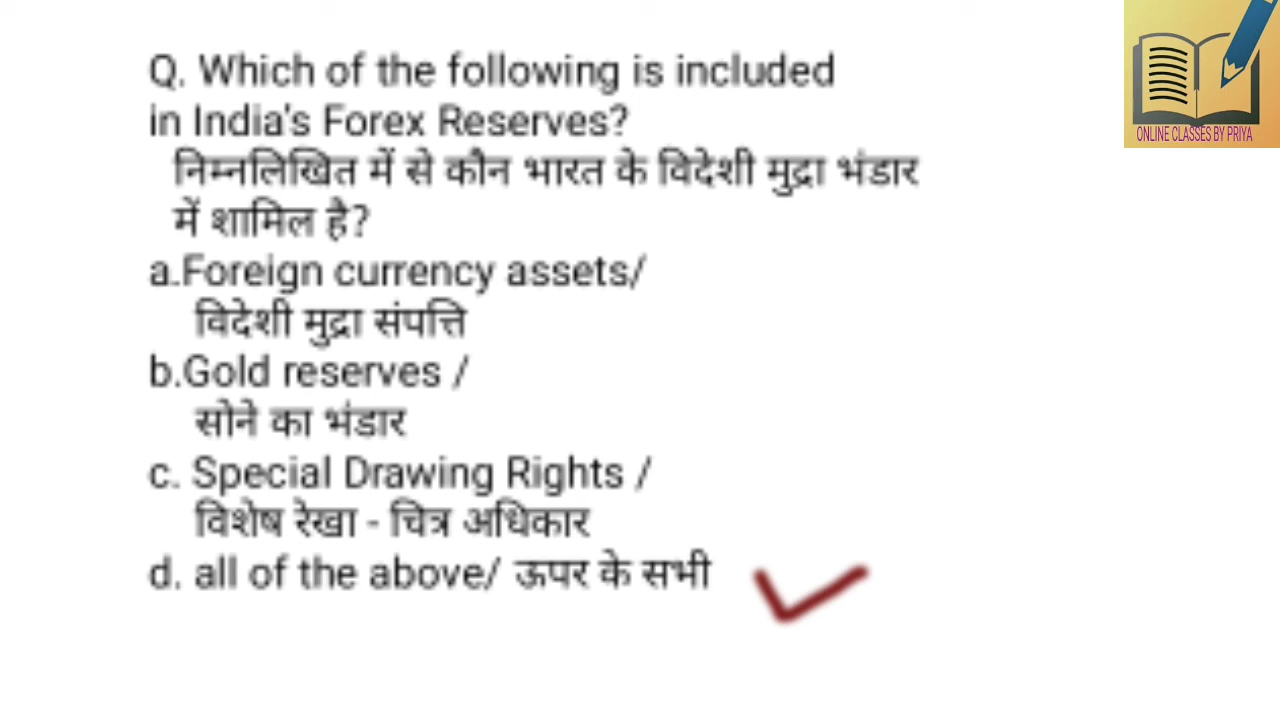 Q. Which of the following is included
in India's Forex Reserves?
निम्नलिखित में से कौन भारत के विदेशी मुद्रा भंडार
में शामिल है?
a.Foreign currency assets/
विदेशी मुद्रा संपत्ति
b.Gold reserves /
सोने का भंडार
c. Special Drawing Rights /
विशेष रेखा - चित्र अधिकार
d. all of the above/ ऊपर के सभी
ONLINE CLASSES BY PRIYA